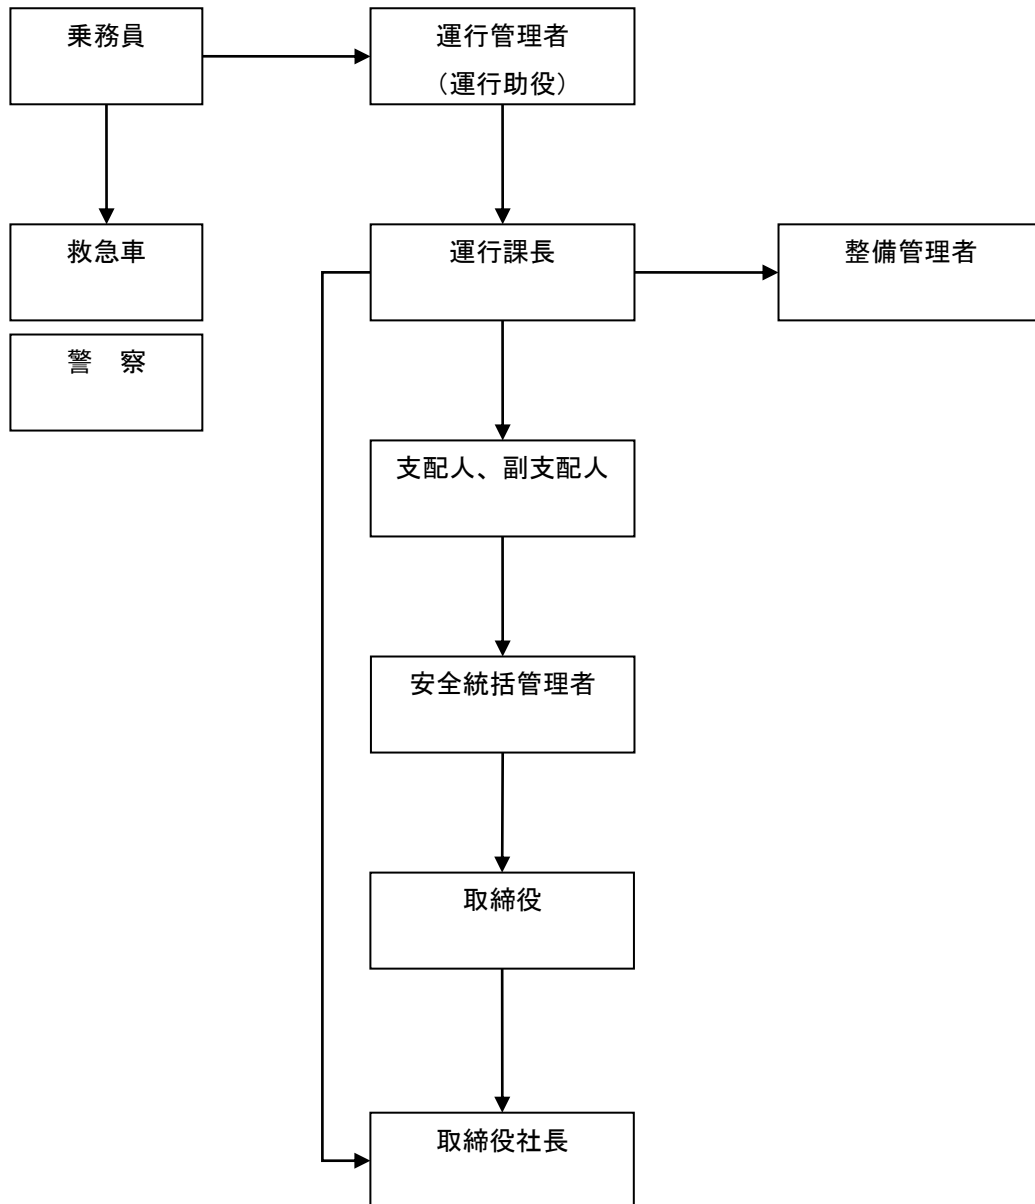 乗務員
運行管理者
（運行助役）
救急車
運行課長
整備管理者
警　察
支配人、副支配人
安全統括管理者
取締役
取締役社長